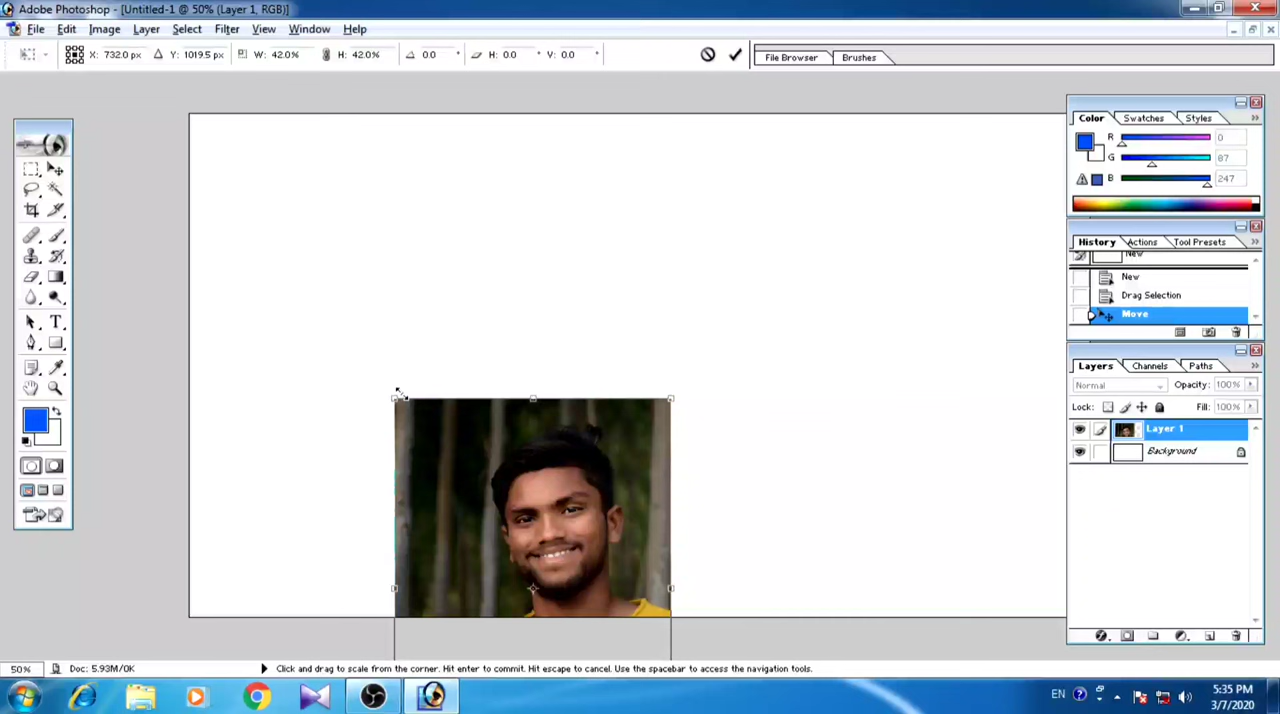 Adobe Photoshop - [Untitled-1 @ 50% (Layer 1, RGB)]
File Edit Image Layer Select Filter View Window Help
X: 732.0 px Y: 1019.5 px W: 42.0% H: 42.0% 0.0 ° H: 0.0 ° V: 0.0 °
File Browser Brushes
Color Swatches Styles
R 0
G 87
B 247
History Actions Tool Presets
New
New
Drag Selection
Move
Layers Channels Paths
Normal Opacity: 100%
Lock: Fill: 100%
Layer 1
Background
T
50% Doc: 5.93M/0K Click and drag to scale from the corner. Hit enter to commit. Hit escape to cancel. Use the spacebar to access the navigation tools.
EN 5:35 PM
3/7/2020